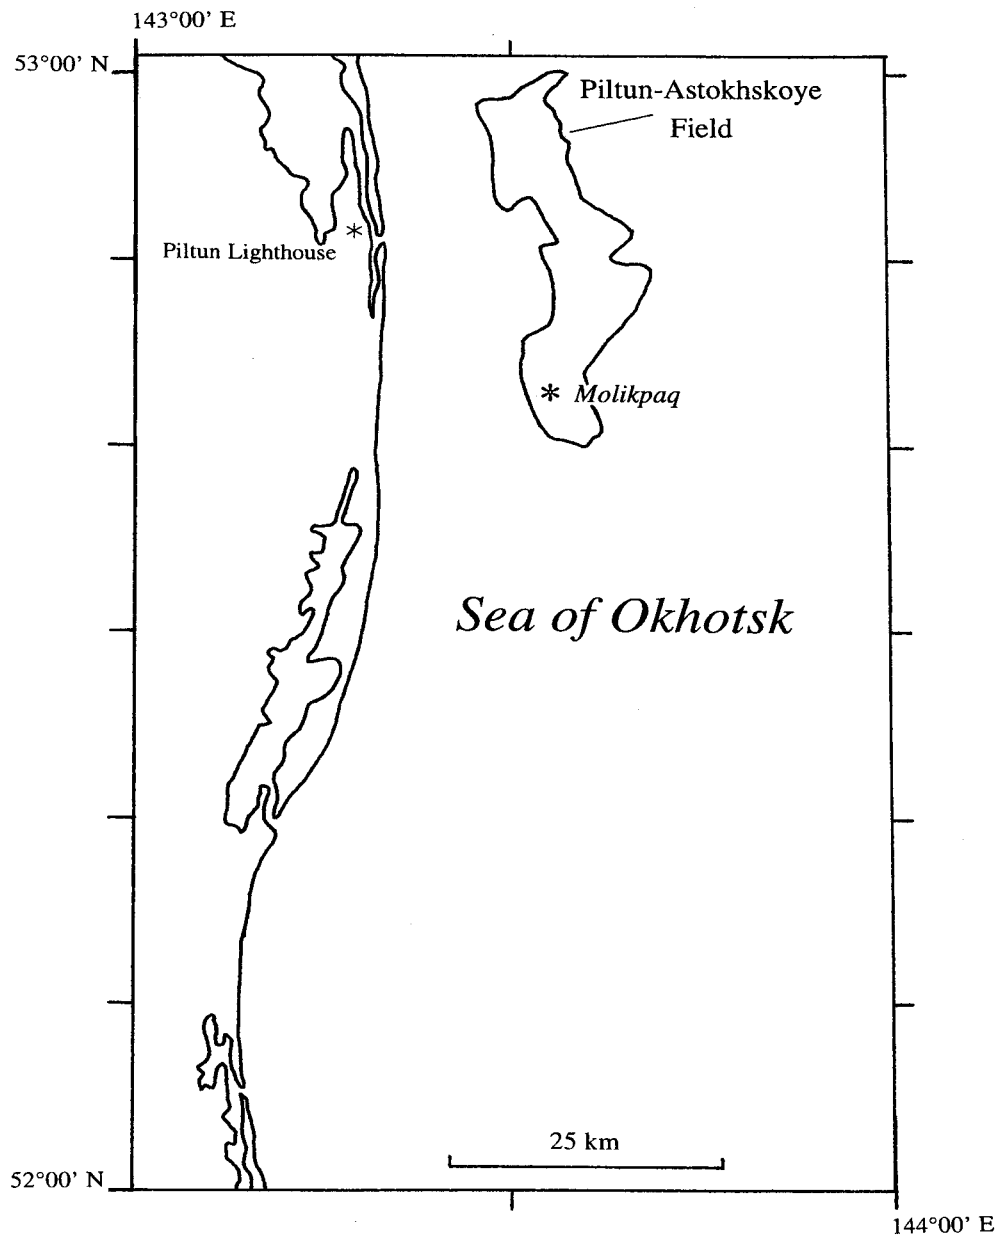 143°00' E
53°00' N
Piltun-Astokhskoye
Field
Piltun Lighthouse
Molikpaq
Sea of Okhotsk
25 km
52°00' N
144°00' E